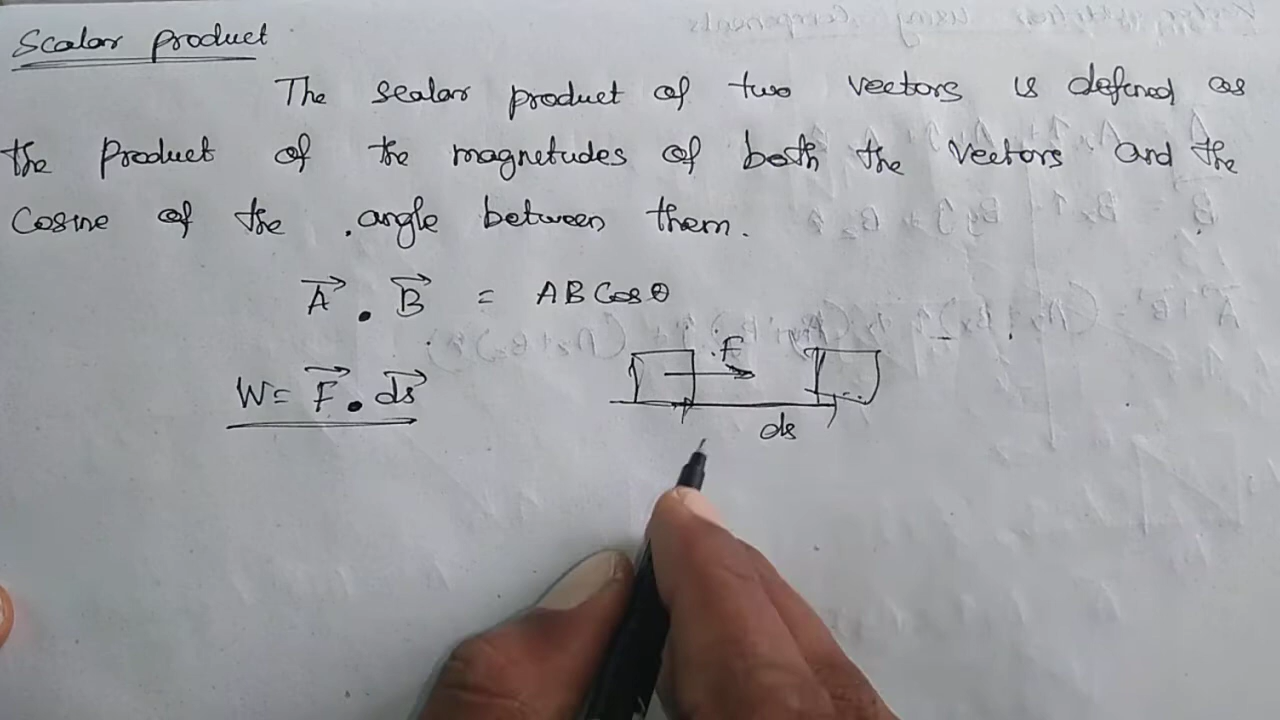 Scalar product
The scalar product of two vectors is defined as
the product of the magnetudes of both the vectors and the
Cosine of the angle between them.
A⃗ . B⃗ = AB Cos θ
F
W = F⃗ . ds⃗
ds